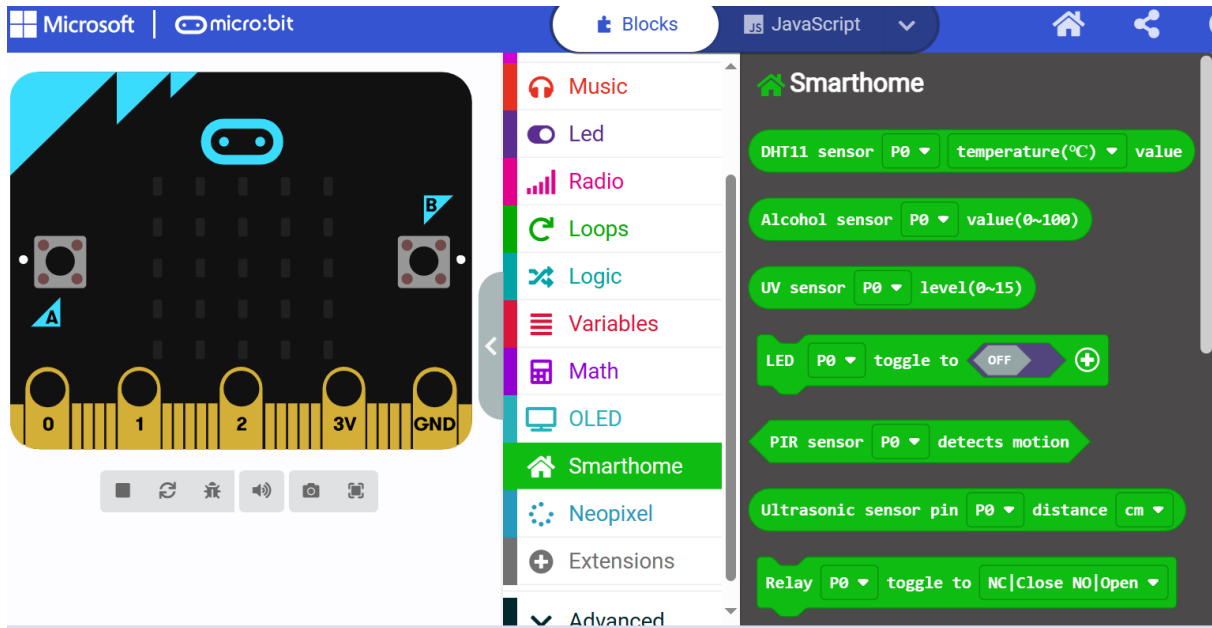 Microsoft micro:bit Blocks JS JavaScript
B
A
0 1 2 3V GND
Music
Led
Radio
Loops
Logic
Variables
Math
OLED
Smarthome
Neopixel
Extensions
Advanced
Smarthome
DHT11 sensor P0 temperature(℃) value
Alcohol sensor P0 value(0~100)
UV sensor P0 level(0~15)
LED P0 toggle to OFF
PIR sensor P0 detects motion
Ultrasonic sensor pin P0 distance cm
Relay P0 toggle to NC|Close NO|Open